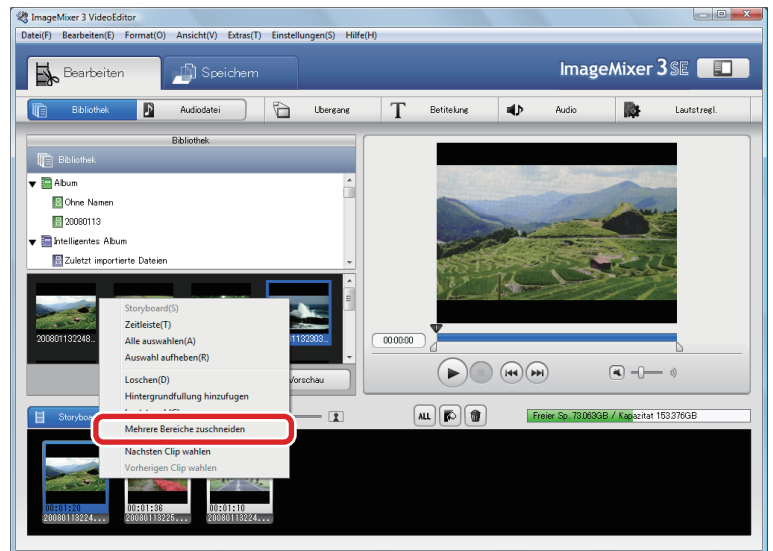 ImageMixer 3 VideoEditor
Datei(F) Bearbeiten(E) Format(O) Ansicht(V) Extras(T) Einstellungen(S) Hilfe(H)
Bearbeiten
Speichern
ImageMixer 3 SE
Bibliothek
Audiodatei
Ubergang
T Betitelung
Audio
Lautstregl.
Bibliothek
Bibliothek
Album
Ohne Namen
20080113
Intelligentes Album
Zuletzt importierte Dateien
200801132248...
1132303...
Storyboard(S)
Zeitleiste(T)
Alle auswahlen(A)
Auswahl aufheben(R)
Loschen(D)
Hintergrundfullung hinzufugen
Mehrere Bereiche zuschneiden
Nachsten Clip wahlen
Vorherigen Clip wahlen
Vorschau
00:00:00
Storyboa
ALL
Freier Sp. 73.063GB / Kapazitat 153.376GB
00:01:20
20080113224...
00:01:36
20080113225...
00:01:10
20080113224...